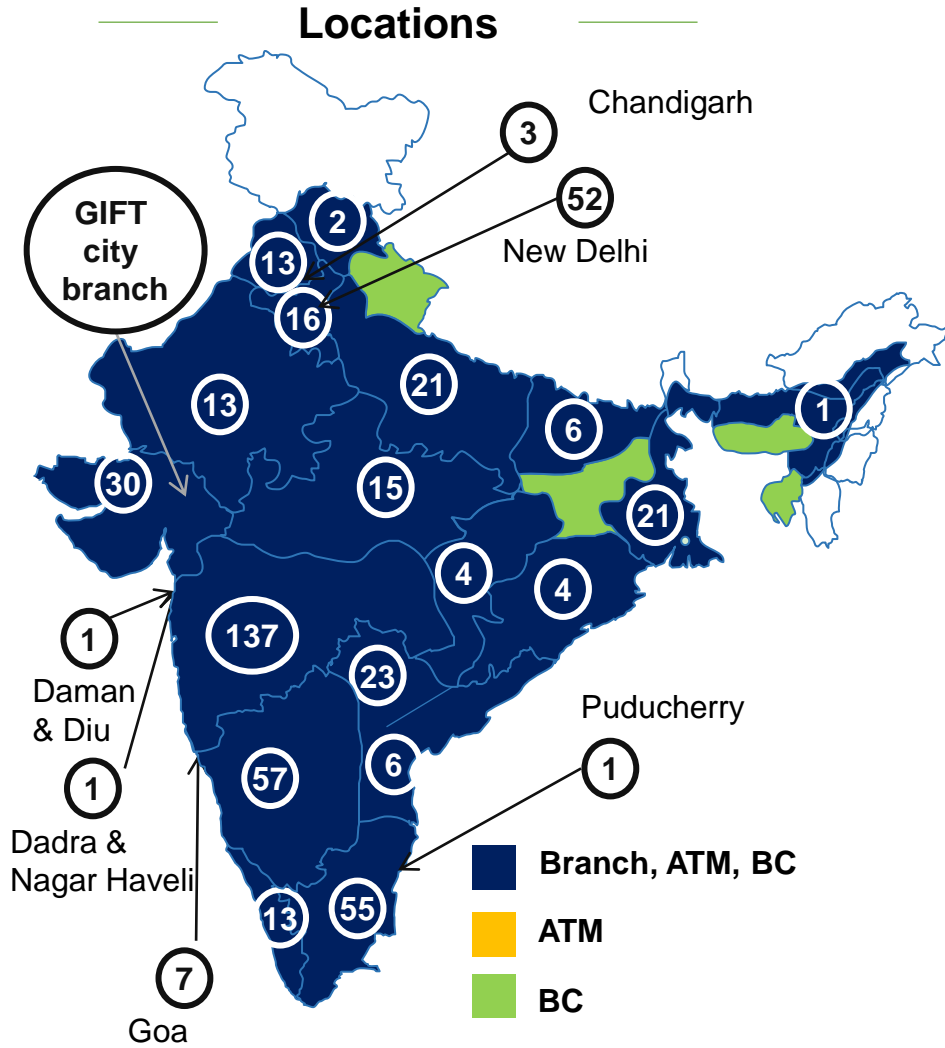 Locations
Chandigarh
3
52
New Delhi
GIFT
city
branch
2
13
16
21
13
6
1
30
15
21
4
4
137
23
1
Daman
& Diu
Puducherry
1
57
6
1
Dadra &
Nagar Haveli
Branch, ATM, BC
13
55
ATM
7
BC
Goa